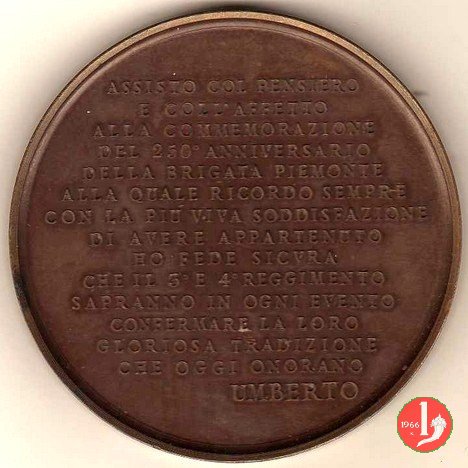 ASSISTO COL PENSIERO
E COLL'AFFETTO
ALLA COMMEMORAZIONE
DEL 250° ANNIVERSARIO
DELLA BRIGATA PIEMONTE
ALLA QUALE RICORDO SEMPRE
CON LA PIU VIVA SODDISFAZIONE
DI AVERE APPARTENUTO
HO FEDE SICVRA
CHE IL 3° E 4° REGGIMENTO
SAPRANNO IN OGNI EVENTO
CONFERMARE LA LORO
GLORIOSA TRADIZIONE
CHE OGGI ONORANO
UMBERTO
1966